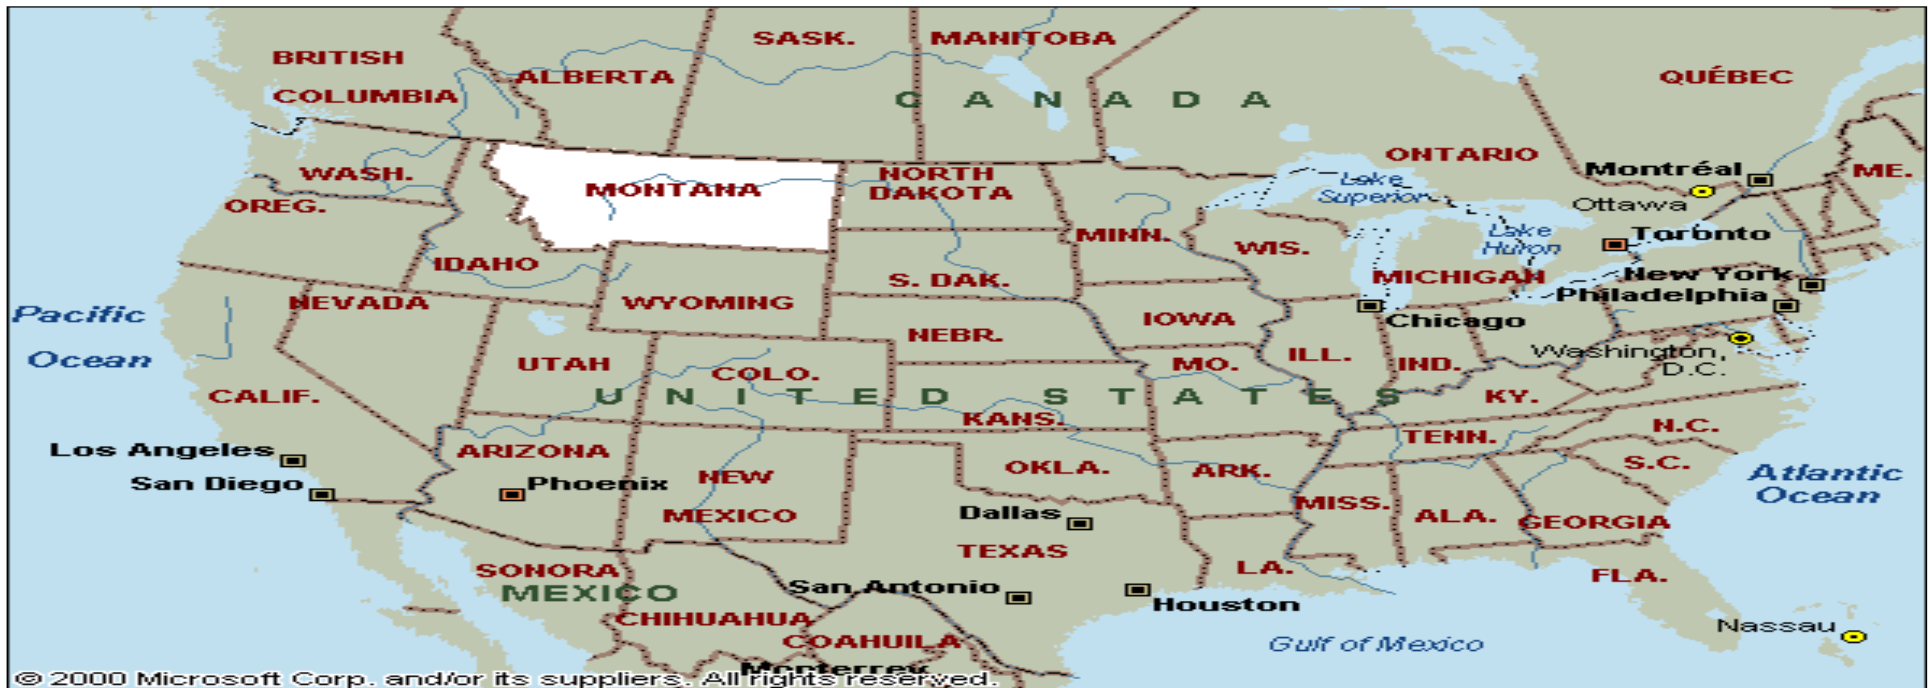 BRITISH
COLUMBIA
ALBERTA
SASK.
MANITOBA
CANADA
ONTARIO
QUÉBEC
WASH.
MONTANA
NORTH
DAKOTA
MINN.
Lake
Superior
Lake
Huron
Montréal
Ottawa
ME.
OREG.
IDAHO
WYOMING
S. DAK.
WIS.
MICHIGAN
Toronto
New York
Philadelphia
Pacific
Ocean
NEVADA
UTAH
COLO.
NEBR.
IOWA
Chicago
ILL.
IND.
MO.
Washington,
D.C.
CALIF.
UNITED STATES
KANS.
KY.
N.C.
TENN.
S.C.
Los Angeles
San Diego
ARIZONA
Phoenix
NEW
MEXICO
OKLA.
ARK.
Dallas
TEXAS
MISS.
ALA.
GEORGIA
Atlantic
Ocean
SONORA
MEXICO
CHIHUAHUA
COAHUILA
Monterrey
San Antonio
Houston
LA.
FLA.
Gulf of Mexico
Nassau
© 2000 Microsoft Corp. and/or its suppliers. All rights reserved.